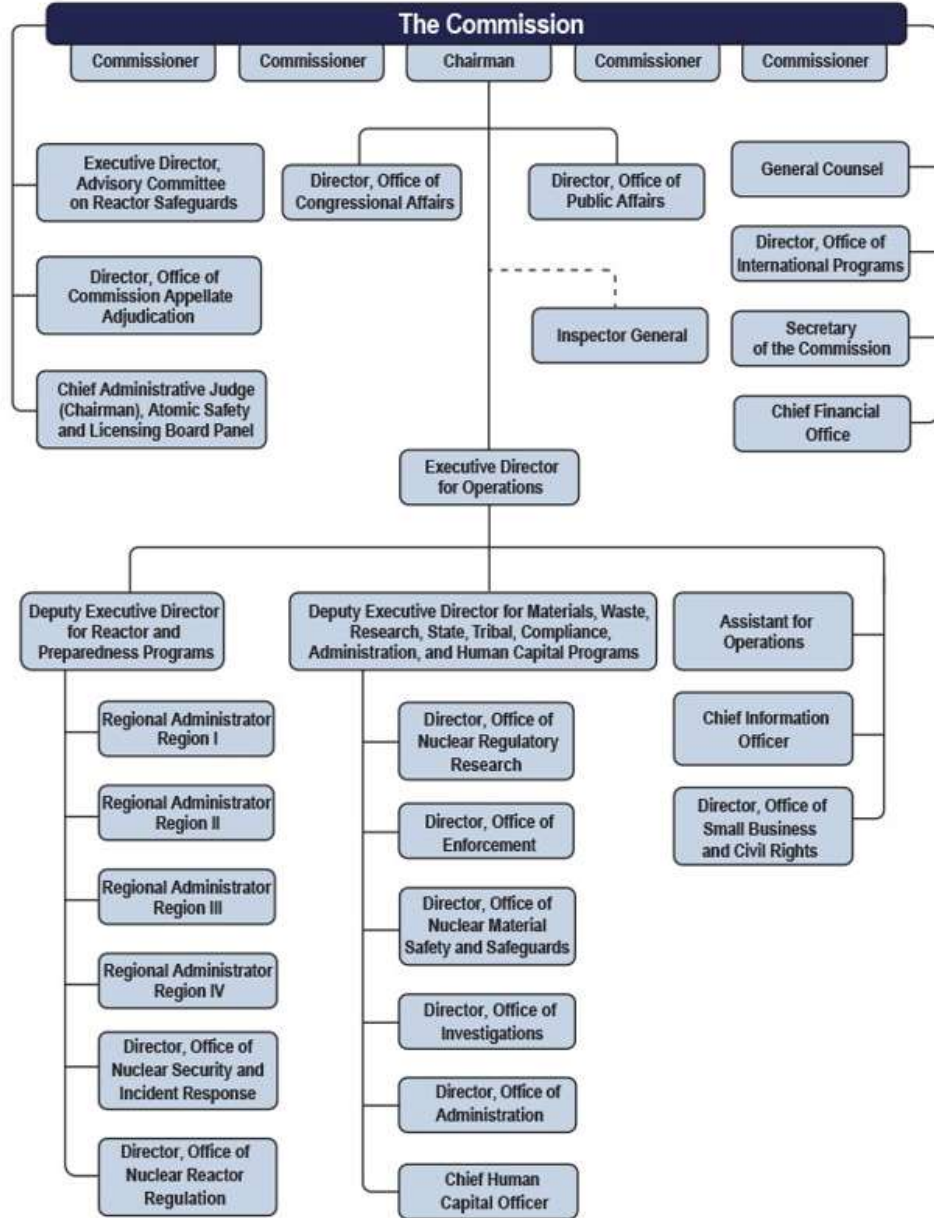 The Commission
Commissioner
Commissioner
Chairman
Commissioner
Commissioner
Executive Director,
Advisory Committee
on Reactor Safeguards
Director, Office of
Congressional Affairs
Director, Office of
Public Affairs
General Counsel
Director, Office of
International Programs
Director, Office of
Commission Appellate
Adjudication
Inspector General
Secretary
of the Commission
Chief Administrative Judge
(Chairman), Atomic Safety
and Licensing Board Panel
Chief Financial
Office
Executive Director
for Operations
Deputy Executive Director
for Reactor and
Preparedness Programs
Deputy Executive Director for Materials, Waste,
Research, State, Tribal, Compliance,
Administration, and Human Capital Programs
Assistant for
Operations
Regional Administrator
Region I
Regional Administrator
Region II
Regional Administrator
Region III
Regional Administrator
Region IV
Director, Office of
Nuclear Security and
Incident Response
Director, Office of
Nuclear Reactor
Regulation
Director, Office of
Nuclear Regulatory
Research
Director, Office of
Enforcement
Director, Office of
Nuclear Material
Safety and Safeguards
Director, Office of
Investigations
Director, Office of
Administration
Chief Human
Capital Officer
Chief Information
Officer
Director, Office of
Small Business
and Civil Rights